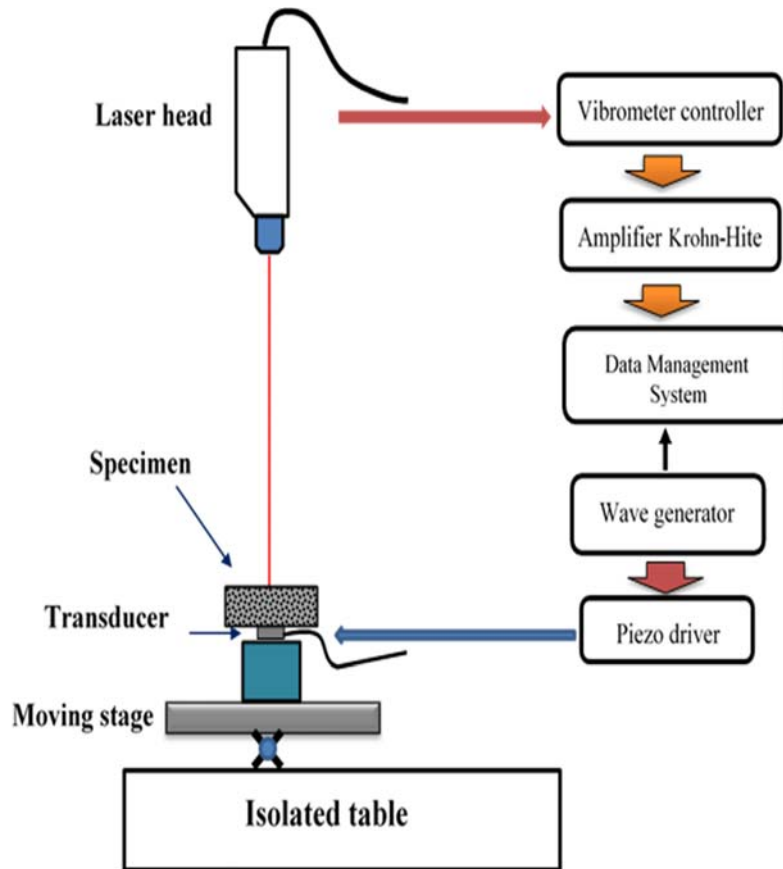 Laser head
Vibrometer controller
Amplifier Krohn-Hite
Data Management
System
Specimen
Wave generator
Transducer
Piezo driver
Moving stage
Isolated table